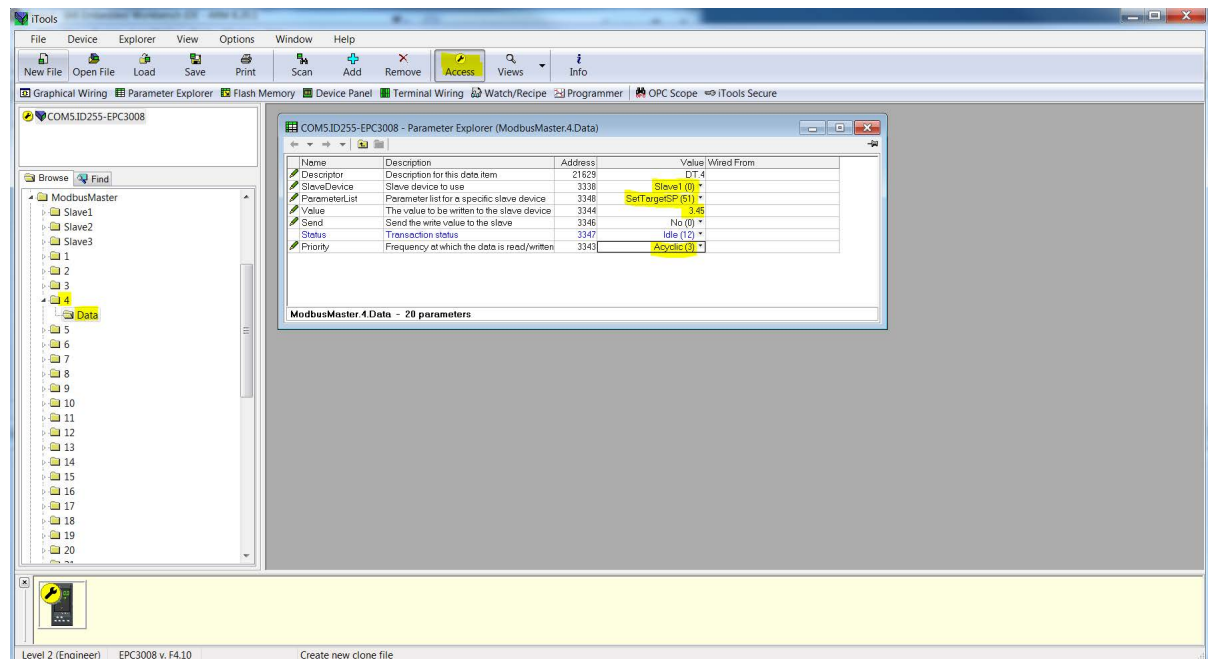 iTools
File Device Explorer View Options Window Help
New File Open File Load Save Print Scan Add Remove Access Views Info
Graphical Wiring Parameter Explorer Flash Memory Device Panel Terminal Wiring Watch/Recipe Programmer OPC Scope iTools Secure
COM5.ID255-EPC3008
COM5.ID255-EPC3008 - Parameter Explorer (ModbusMaster.4.Data)
Name Description Address Value Wired From
Descriptor Description for this data item 21629 DT.4
SlaveDevice Slave device to use 3338 Slave1 (0)
ParameterList Parameter list for a specific slave device 3348 SetTargetSP (51)
Value The value to be written to the slave device 3344 3.45
Send Send the write value to the slave 3346 No (0)
Status Transaction status 3347 Idle (12)
Priority Frequency at which the data is read/written 3343 Acyclic (3)
ModbusMaster.4.Data - 20 parameters
Browse Find
ModbusMaster
Slave1
Slave2
Slave3
1
2
3
4
Data
5
6
7
8
9
10
11
12
13
14
15
16
17
18
19
20
Level 2 (Engineer) EPC3008 v. F4.10 Create new clone file